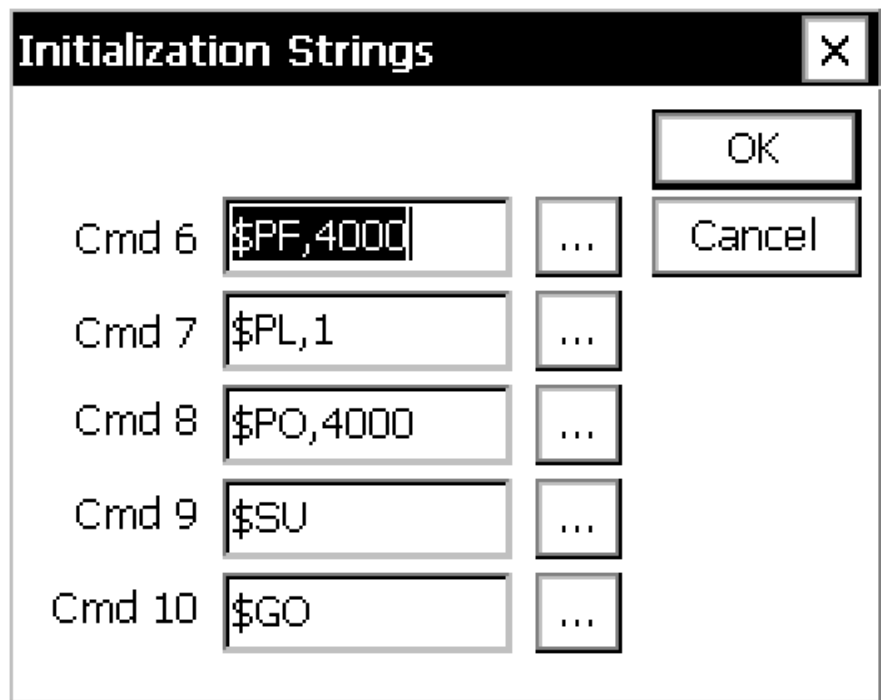 Initialization Strings
OK
Cmd 6 $PF,4000 ... Cancel
Cmd 7 $PL,1 ...
Cmd 8 $PO,4000 ...
Cmd 9 $SU ...
Cmd 10 $GO ...